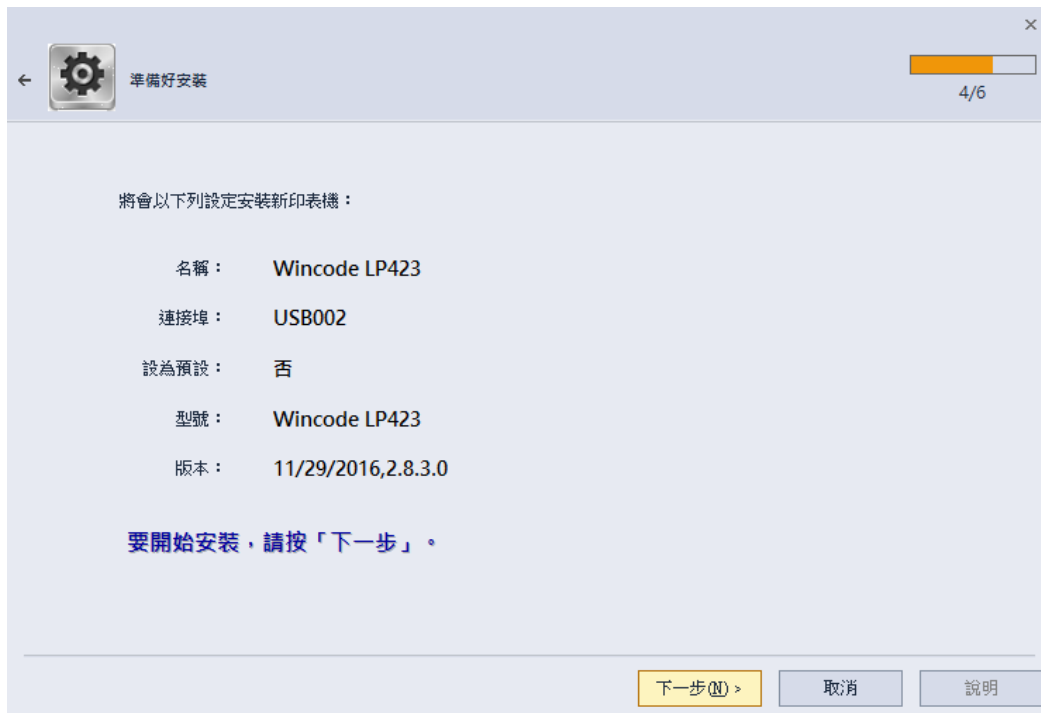 準備好安裝
4/6
將會以下列設定安裝新印表機：
名稱： Wincode LP423
連接埠： USB002
設為預設： 否
型號： Wincode LP423
版本： 11/29/2016,2.8.3.0
要開始安裝，請按「下一步」。
下一步(N) > 取消 說明